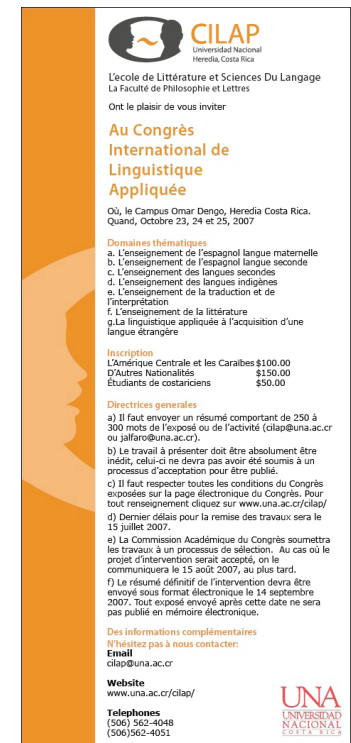 CILAP
Universidad Nacional
Heredia, Costa Rica
L'ecole de Littérature et Sciences Du Langage
La Faculté de Philosophie et Lettres
Ont le plaisir de vous inviter
Au Congrès
International de
Linguistique
Appliquée
Où, le Campus Omar Dengo, Heredia Costa Rica.
Quand, Octobre 23, 24 et 25, 2007
Domaines thématiques
a. L'enseignement de l'espagnol langue maternelle
b. L'enseignement de l'espagnol langue seconde
c. L'enseignement des langues secondes
d. L'enseignement des langues indigènes
e. L'enseignement de la traduction et de
l'interprétation
f. L'enseignement de la littérature
g.La linguistique appliquée à l'acquisition d'une
langue étrangère
Inscription
L'Amérique Centrale et les Caraïbes $100.00
D'Autres Nationalités $150.00
Étudiants de costariciens $50.00
Directrices generales
a) Il faut envoyer un résumé comportant de 250 à
300 mots de l'exposé ou de l'activité (cilap@una.ac.cr
ou jalfaro@una.ac.cr).
b) Le travail à présenter doit être absolument être
inédit, celui-ci ne devra pas avoir été soumis à un
processus d'acceptation pour être publié.
c) Il faut respecter toutes les conditions du Congrès
exposées sur la page électronique du Congrès. Pour
tout renseignement cliquez sur www.una.ac.cr/cilap/
d) Dernier délais pour la remise des travaux sera le
15 juillet 2007.
e) La Commission Académique du Congrès soumettra
les travaux à un processus de sélection. Au cas où le
projet d'intervention serait accepté, on le
communiquera le 15 août 2007, au plus tard.
f) Le résumé définitif de l'intervention devra être
envoyé sous format électronique le 14 septembre
2007. Tout exposé envoyé après cette date ne sera
pas publié en mémoire électronique.
Des informations complémentaires
N'hésitez pas à nous contacter:
Email
cilap@una.ac.cr
Website
www.una.ac.cr/cilap/
Telephones
(506) 562-4048
(506)562-4051
UNA
UNIVERSIDAD
NACIONAL
COSTA RICA